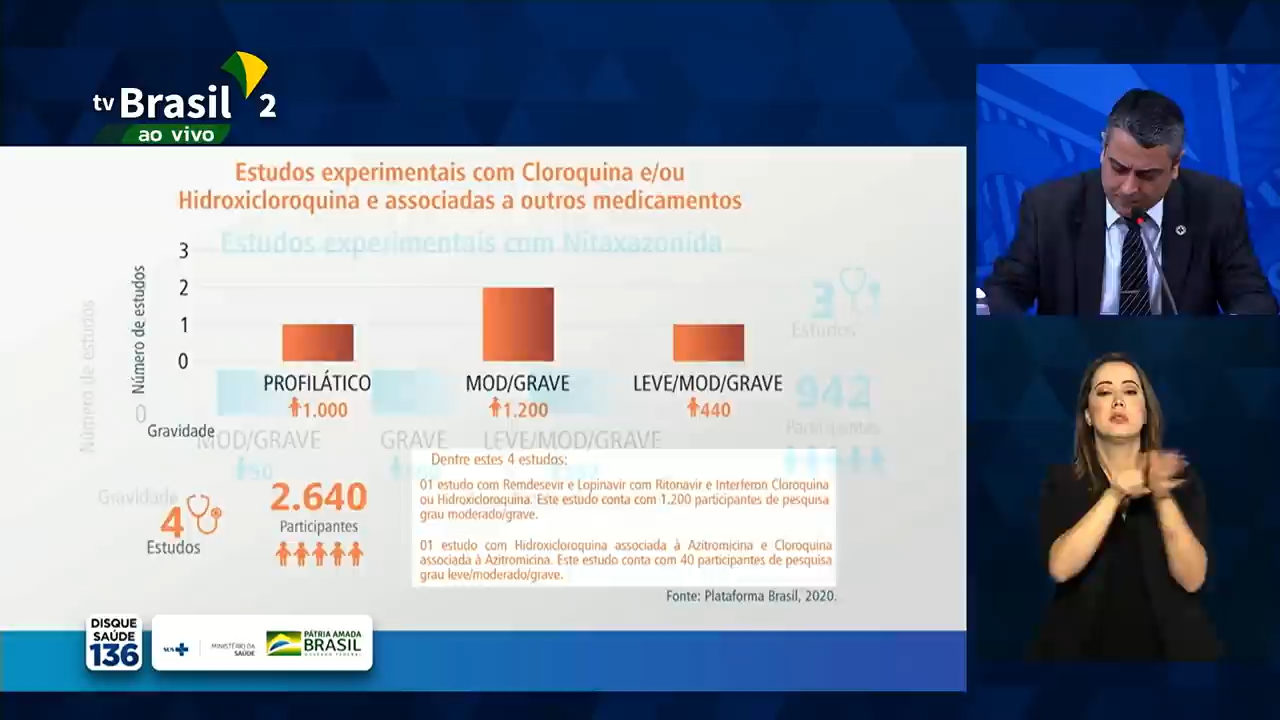 tv Brasil 2
ao vivo
Estudos experimentais com Cloroquina e/ou
Hidroxicloroquina e associadas a outros medicamentos
Estudos experimentais com Nitaxazonida
Número de estudos
Número de estudos
3
2
1
0
0
PROFILÁTICO MOD/GRAVE LEVE/MOD/GRAVE
1.000 1.200 440
Gravidade
MOD/GRAVE GRAVE LEVE/MOD/GRAVE
50
3
Estudos
942
Participantes
Gravidade
4
Estudos
2.640
Participantes
Dentre estes 4 estudos:
01 estudo com Remdesevir e Lopinavir com Ritonavir e Interferon Cloroquina
ou Hidroxicloroquina. Este estudo conta com 1.200 participantes de pesquisa
grau moderado/grave.
01 estudo com Hidroxicloroquina associada à Azitromicina e Cloroquina
associada à Azitromicina. Este estudo conta com 40 participantes de pesquisa
grau leve/moderado/grave.
Fonte: Plataforma Brasil, 2020.
DISQUE
SAÚDE
136
SUS
MINISTÉRIO DA
SAÚDE
PÁTRIA AMADA
BRASIL
GOVERNO FEDERAL